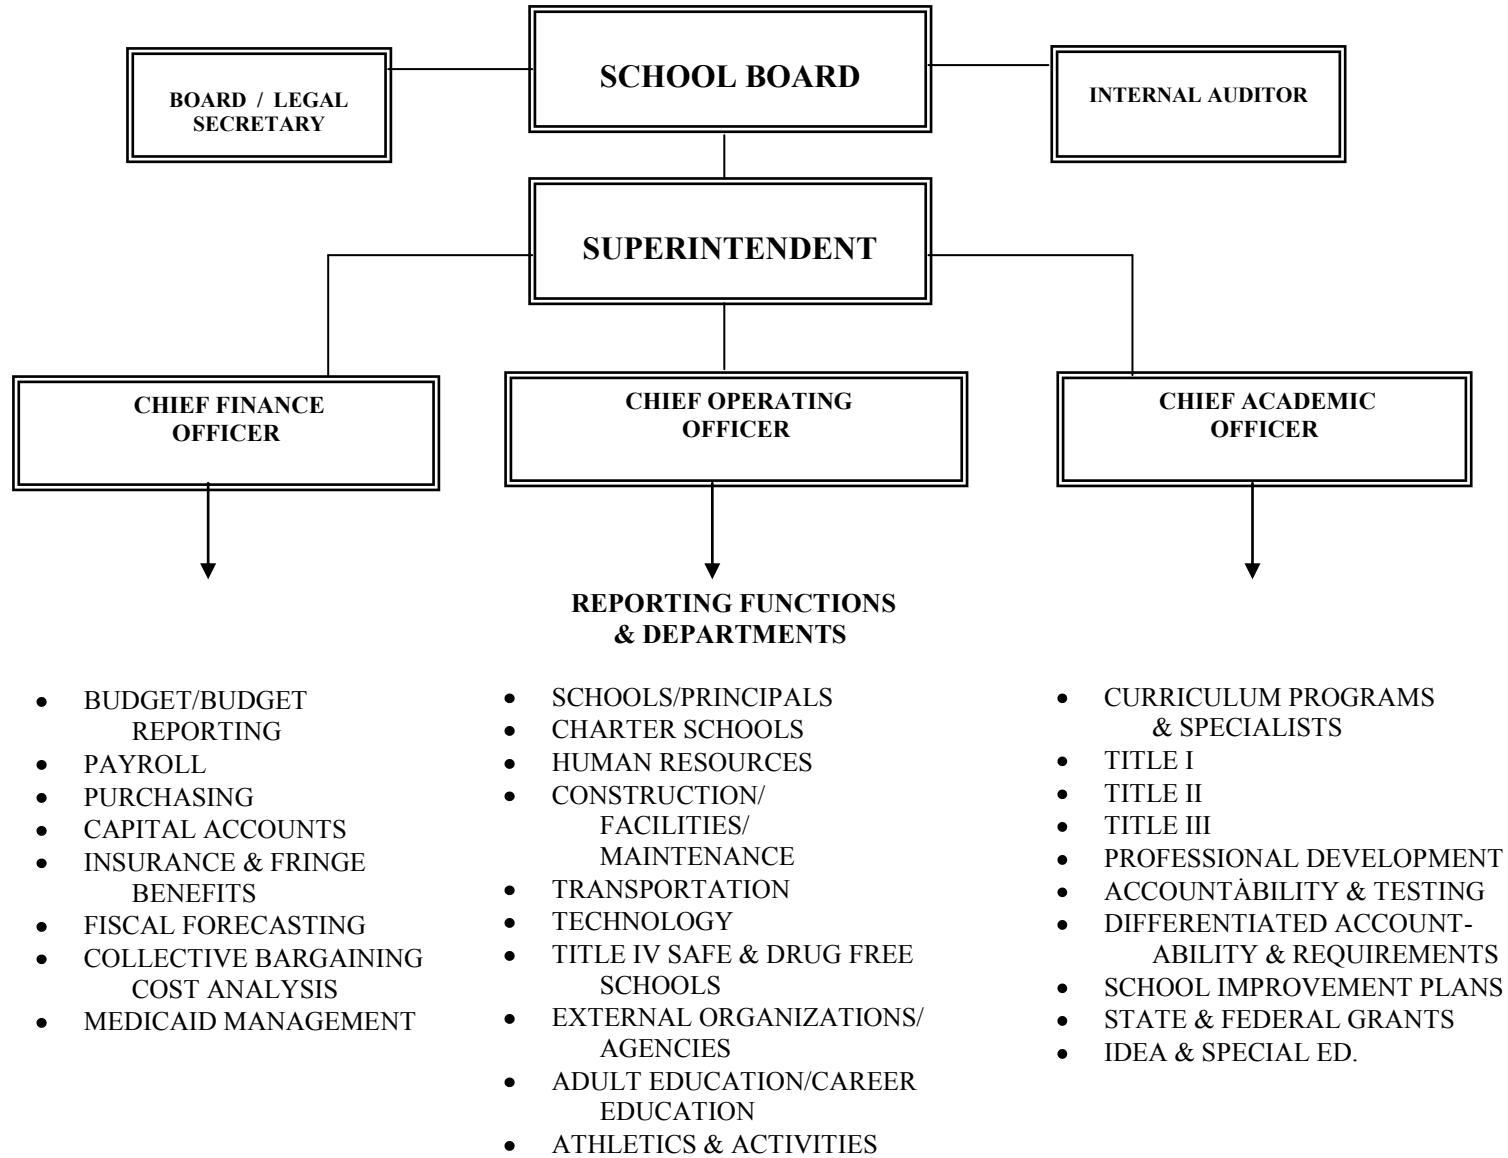 SCHOOL BOARD
BOARD / LEGAL
SECRETARY
INTERNAL AUDITOR
SUPERINTENDENT
CHIEF FINANCE
OFFICER
CHIEF OPERATING
OFFICER
CHIEF ACADEMIC
OFFICER
REPORTING FUNCTIONS
& DEPARTMENTS
• BUDGET/BUDGET
REPORTING
• PAYROLL
• PURCHASING
• CAPITAL ACCOUNTS
• INSURANCE & FRINGE
BENEFITS
• FISCAL FORECASTING
• COLLECTIVE BARGAINING
COST ANALYSIS
• MEDICAID MANAGEMENT
• SCHOOLS/PRINCIPALS
• CHARTER SCHOOLS
• HUMAN RESOURCES
• CONSTRUCTION/
FACILITIES/
MAINTENANCE
• TRANSPORTATION
• TECHNOLOGY
• TITLE IV SAFE & DRUG FREE
SCHOOLS
• EXTERNAL ORGANIZATIONS/
AGENCIES
• ADULT EDUCATION/CAREER
EDUCATION
• ATHLETICS & ACTIVITIES
• CURRICULUM PROGRAMS
& SPECIALISTS
• TITLE I
• TITLE II
• TITLE III
• PROFESSIONAL DEVELOPMENT
• ACCOUNTABILITY & TESTING
• DIFFERENTIATED ACCOUNT-
ABILITY & REQUIREMENTS
• SCHOOL IMPROVEMENT PLANS
• STATE & FEDERAL GRANTS
• IDEA & SPECIAL ED.